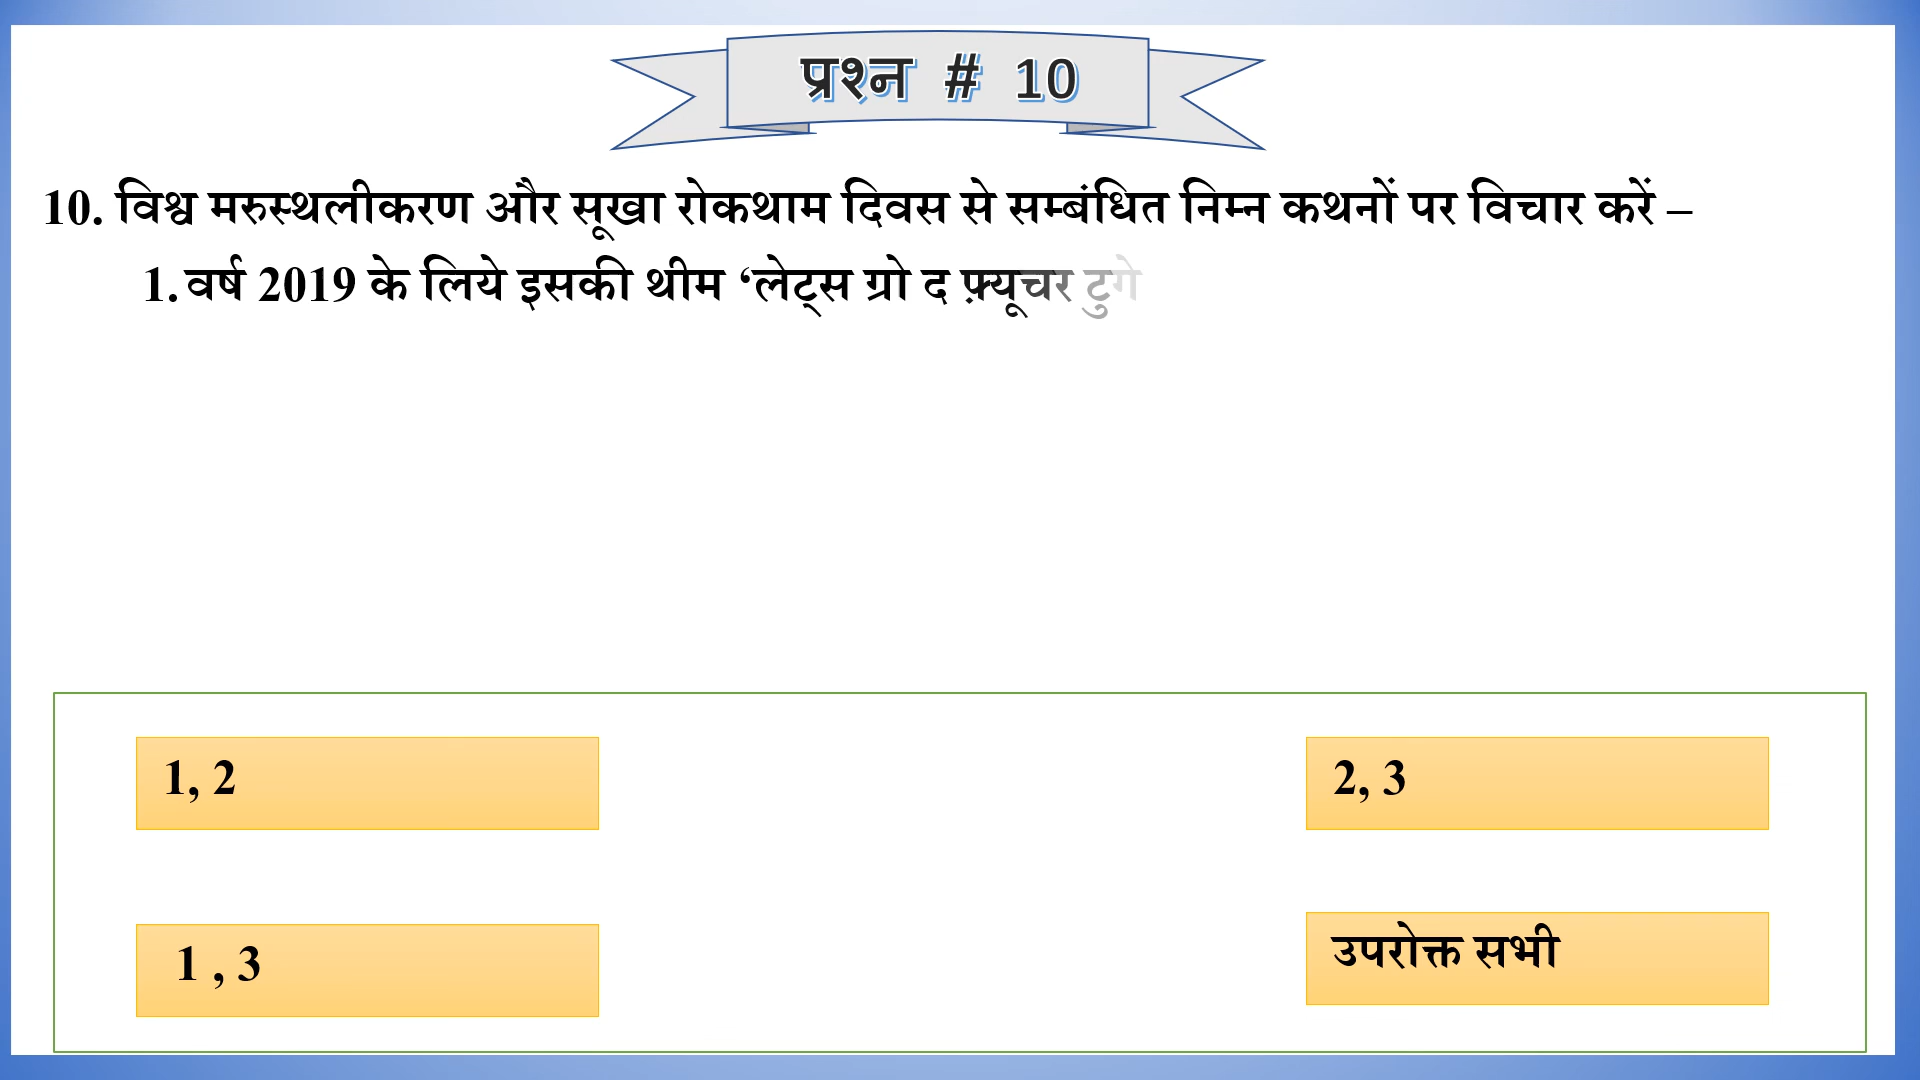 प्रश्न # 10
10. विश्व मरुस्थलीकरण और सूखा रोकथाम दिवस से सम्बंधित निम्न कथनों पर विचार करें –
1. वर्ष 2019 के लिये इसकी थीम ‘लेट्स ग्रो द फ़्यूचर टुगे
1, 2
2, 3
1 , 3
उपरोक्त सभी